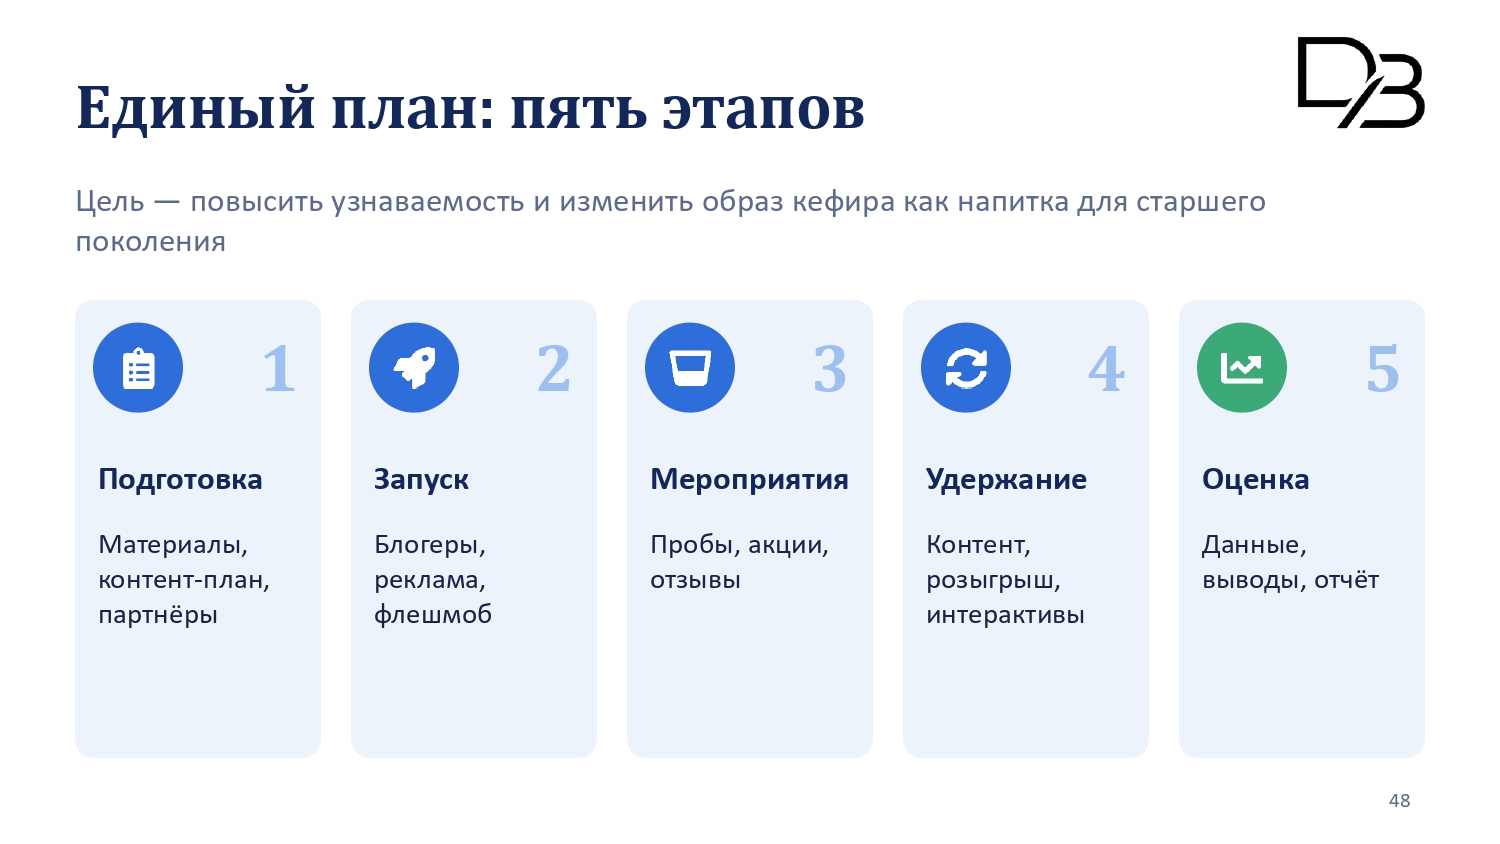 DB
Единый план: пять этапов
Цель — повысить узнаваемость и изменить образ кефира как напитка для старшего
поколения
1
Подготовка
Материалы,
контент-план,
партнёры
2
Запуск
Блогеры,
реклама,
флешмоб
3
Мероприятия
Пробы, акции,
отзывы
4
Удержание
Контент,
розыгрыш,
интерактивы
5
Оценка
Данные,
выводы, отчёт
48